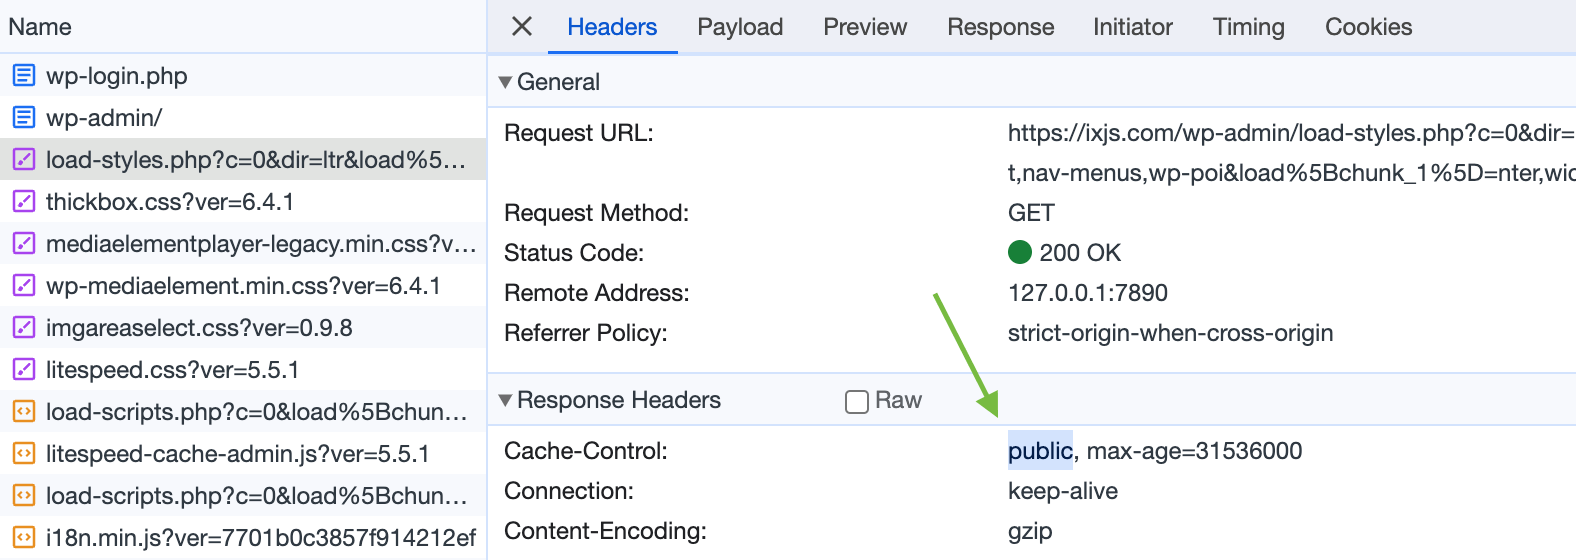 Name
wp-login.php
wp-admin/
load-styles.php?c=0&dir=ltr&load%5...
thickbox.css?ver=6.4.1
mediaelementplayer-legacy.min.css?v...
wp-mediaelement.min.css?ver=6.4.1
imgareaselect.css?ver=0.9.8
litespeed.css?ver=5.5.1
load-scripts.php?c=0&load%5Bchun...
litespeed-cache-admin.js?ver=5.5.1
load-scripts.php?c=0&load%5Bchun...
i18n.min.js?ver=7701b0c3857f914212ef
Headers Payload Preview Response Initiator Timing Cookies
General
Request URL: https://ixjs.com/wp-admin/load-styles.php?c=0&dir=
t,nav-menus,wp-poi&load%5Bchunk_1%5D=nter,wid
Request Method: GET
Status Code: 200 OK
Remote Address: 127.0.0.1:7890
Referrer Policy: strict-origin-when-cross-origin
Response Headers Raw
Cache-Control: public, max-age=31536000
Connection: keep-alive
Content-Encoding: gzip